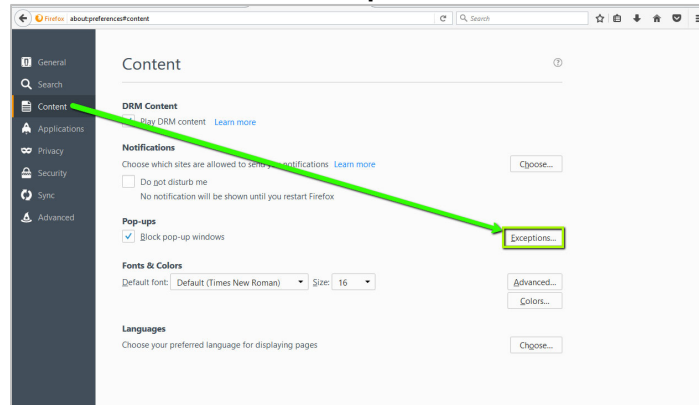 Firefox about:preferences#content
Search
General
Search
Content
Applications
Privacy
Security
Sync
Advanced
Content
DRM Content
Play DRM content Learn more
Notifications
Choose which sites are allowed to send you notifications Learn more
Choose...
Do not disturb me
No notification will be shown until you restart Firefox
Pop-ups
Block pop-up windows
Exceptions...
Fonts & Colors
Default font: Default (Times New Roman) Size: 16
Advanced...
Colors...
Languages
Choose your preferred language for displaying pages
Choose...